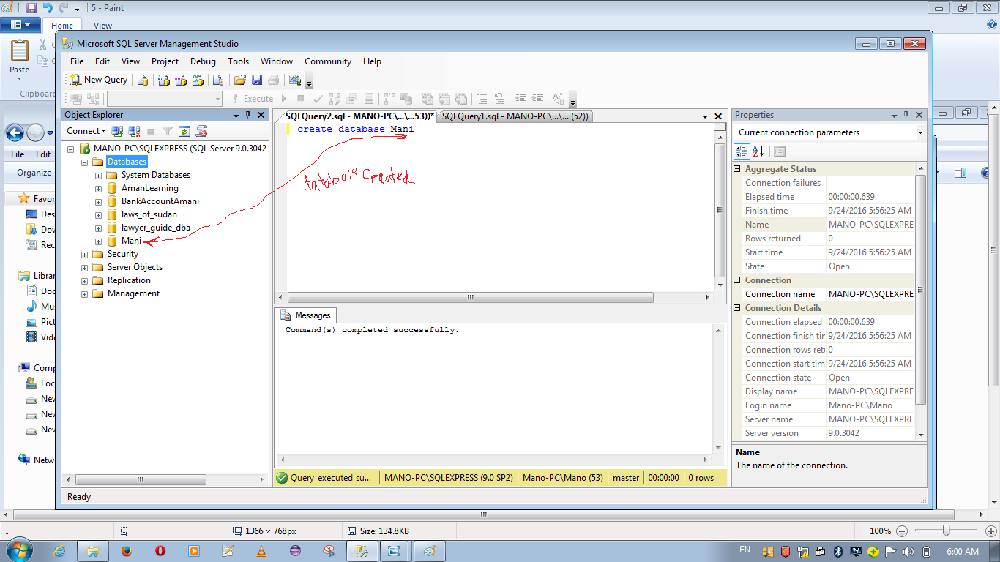 5 - Paint
Home
View
Paste
Clipboard
Microsoft SQL Server Management Studio
File Edit View Project Debug Tools Window Community Help
New Query
Execute
Object Explorer
Connect
MANO-PC\SQLEXPRESS (SQL Server 9.0.3042
Databases
System Databases
AmanLearning
BankAccountAmani
laws_of_sudan
lawyer_guide_dba
Mani
Security
Server Objects
Replication
Management
SQLQuery2.sql - MANO-PC\...\...53))*
SQLQuery1.sql - MANO-PC\...\... (52))
create database Mani
database Created
Messages
Command(s) completed successfully.
Query executed su...
MANO-PC\SQLEXPRESS (9.0 SP2)
Mano-PC\Mano (53)
master
00:00:00
0 rows
Properties
Current connection parameters
Aggregate Status
Connection failures
Elapsed time 00:00:00.639
Finish time 9/24/2016 5:56:25 AM
Name MANO-PC\SQLEXPRE
Rows returned 0
Start time 9/24/2016 5:56:25 AM
State Open
Connection
Connection name MANO-PC\SQLEXPRE
Connection Details
Connection elapsed 00:00:00.639
Connection finish tir 9/24/2016 5:56:25 AM
Connection rows ret 0
Connection start tim 9/24/2016 5:56:25 AM
Connection state Open
Display name MANO-PC\SQLEXPRE
Login name Mano-PC\Mano
Server name MANO-PC\SQLEXPRE
Server version 9.0.3042
Name
The name of the connection.
Ready
File Edit
Organize
Favor
Des
Dov
Rec
Librar
Doc
Mu
Pict
Vide
Comp
Loc
Nev
Nev
Nev
Netw
1366 × 768px
Size: 134.8KB
100%
EN
6:00 AM